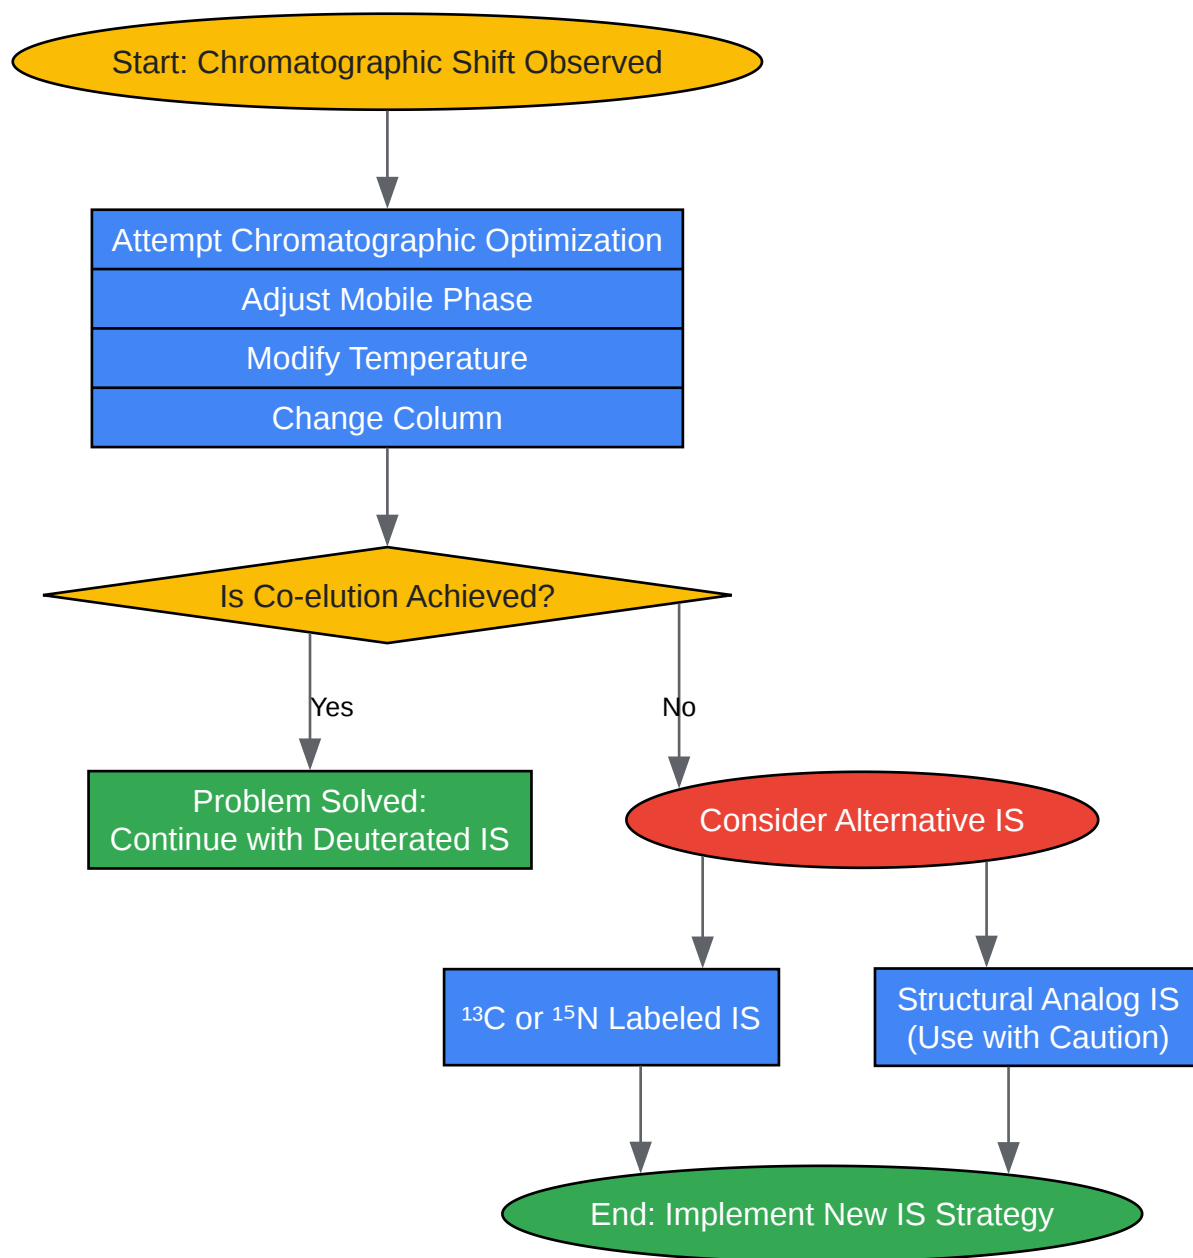 Start: Chromatographic Shift Observed
Attempt Chromatographic Optimization
Adjust Mobile Phase
Modify Temperature
Change Column
Is Co-elution Achieved?
Yes
No
Problem Solved:
Continue with Deuterated IS
Consider Alternative IS
¹³C or ¹⁵N Labeled IS
Structural Analog IS
(Use with Caution)
End: Implement New IS Strategy